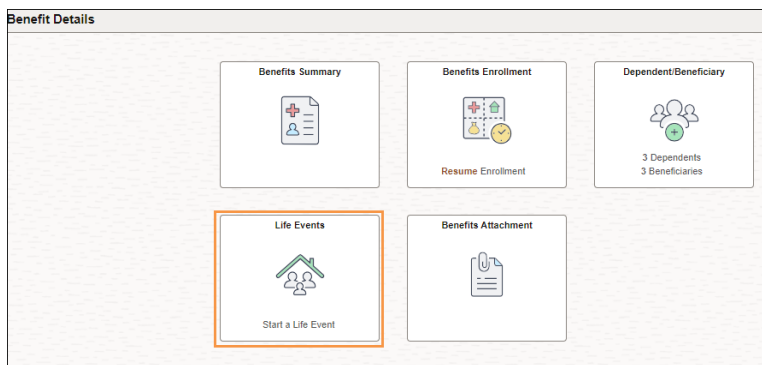 Benefit Details
Benefits Summary
Benefits Enrollment
Resume Enrollment
Dependent/Beneficiary
3 Dependents
3 Beneficiaries
Life Events
Start a Life Event
Benefits Attachment